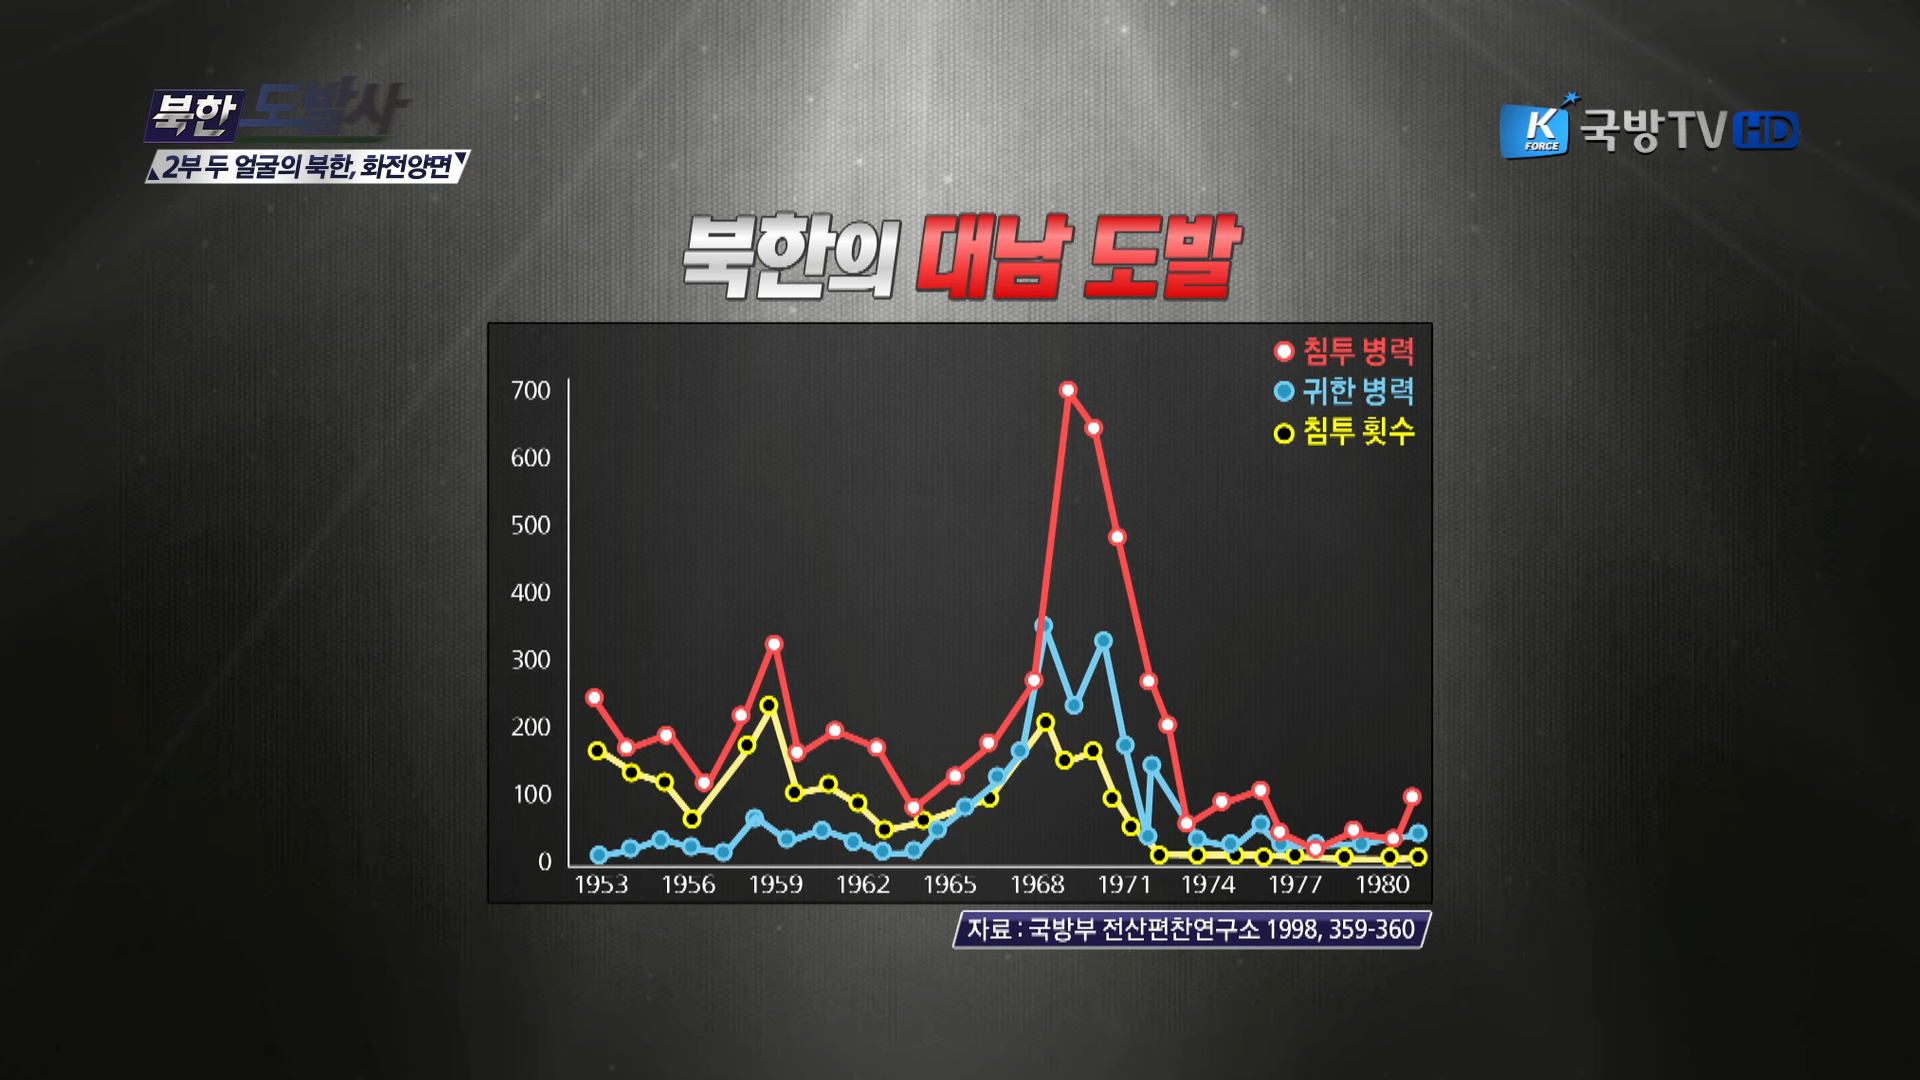 북한 도발사
2부 두 얼굴의 북한, 화전양면
K FORCE 국방TV HD
북한의 대남 도발
침투 병력
귀한 병력
침투 횟수
700
600
500
400
300
200
100
0
1953 1956 1959 1962 1965 1968 1971 1974 1977 1980
자료 : 국방부 전산편찬연구소 1998, 359-360